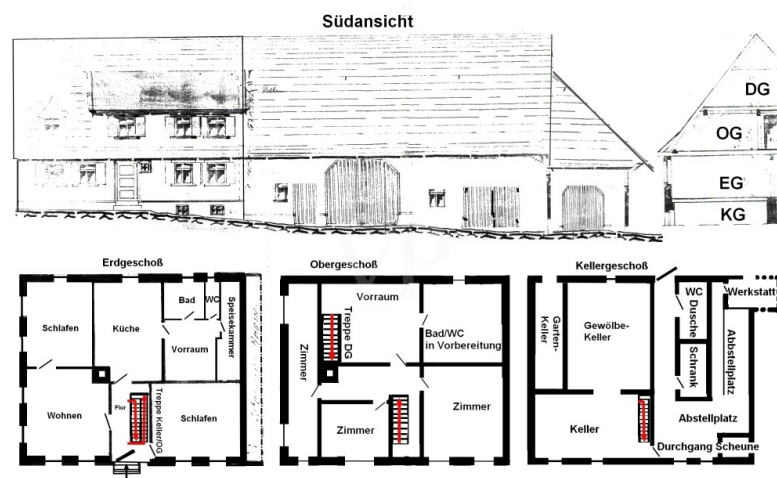 Südansicht
DG
OG
EG
KG
Erdgeschoß
Obergeschoß
Kellergeschoß
Schlafen
Küche
Bad
WC
Speisekammer
Vorraum
Wohnen
Flur
Treppe Keller/OG
Schlafen
Vorraum
Treppe DG
Zimmer
Bad/WC
in Vorbereitung
Zimmer
Zimmer
Garten-
Keller
Gewölbe-
Keller
WC
Dusche
Werkstatt
Schrank
Abbstellplatz
Keller
Abstellplatz
Durchgang Scheune